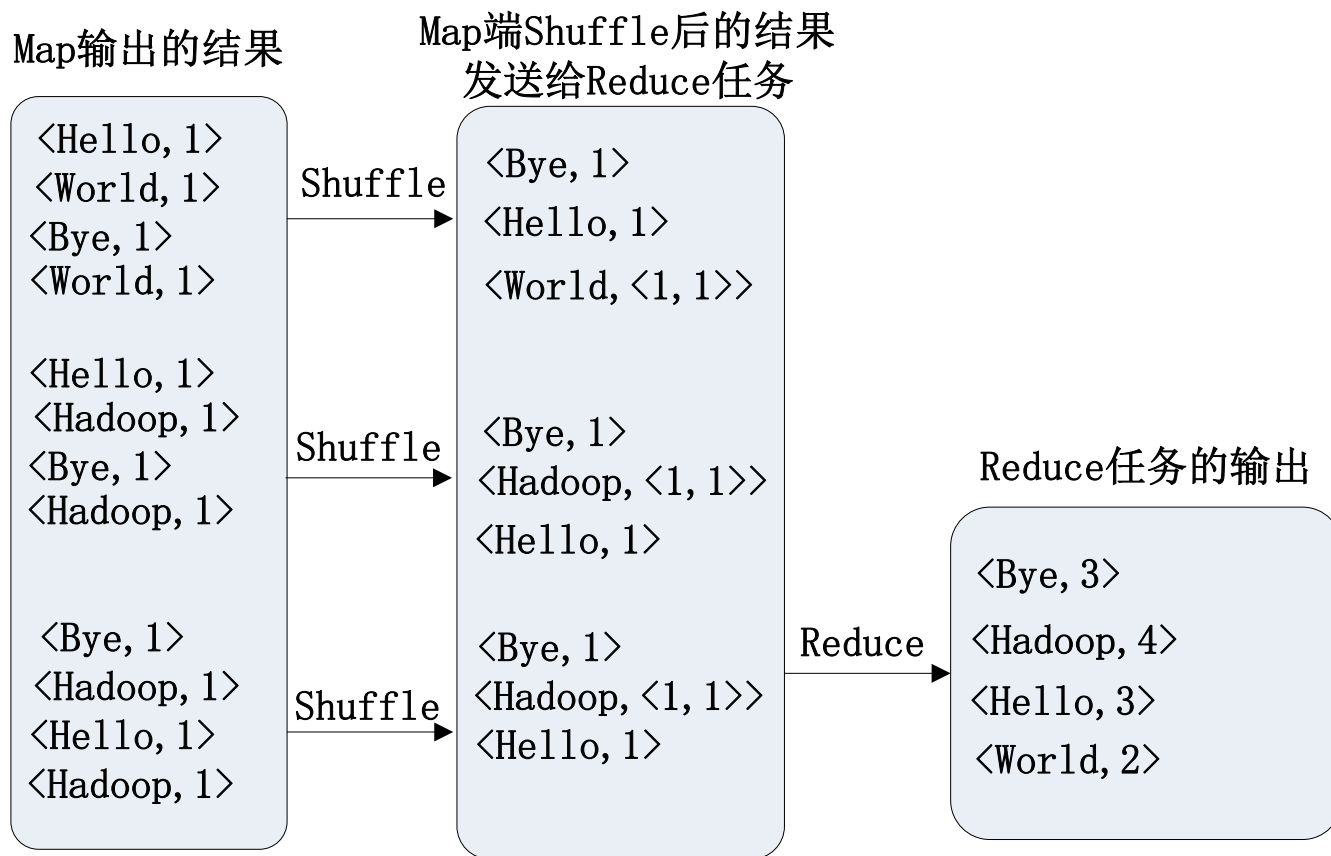 Map输出的结果
<Hello,1>
<World,1>
<Bye,1>
<World,1>
<Hello,1>
<Hadoop,1>
<Bye,1>
<Hadoop,1>
<Bye,1>
<Hadoop,1>
<Hello,1>
<Hadoop,1>
Shuffle
Shuffle
Shuffle
Map端Shuffle后的结果
发送给Reduce任务
<Bye,1>
<Hello,1>
<World,<1,1>>
<Bye,1>
<Hadoop,<1,1>>
<Hello,1>
<Bye,1>
<Hadoop,<1,1>>
<Hello,1>
Reduce
Reduce任务的输出
<Bye,3>
<Hadoop,4>
<Hello,3>
<World,2>